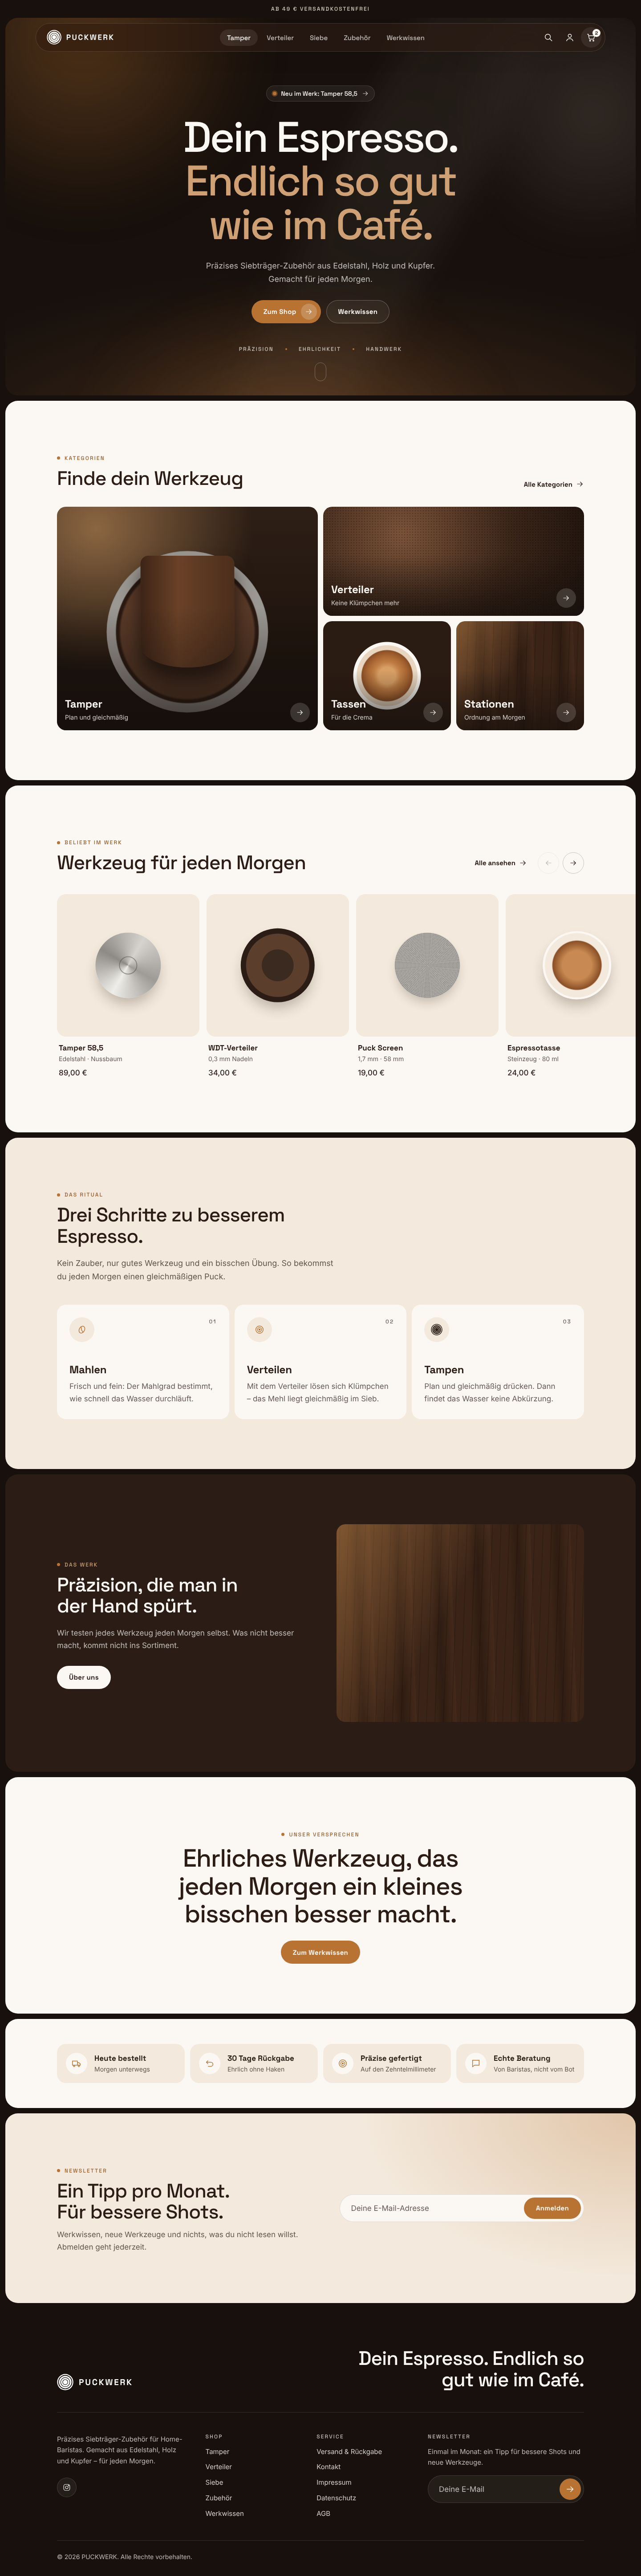 AB 49 € VERSANDKOSTENFREI
PUCKWERK
Tamper
Verteiler
Siebe
Zubehör
Werkwissen
2
Neu im Werk: Tamper 58,5
Dein Espresso.
Endlich so gut
wie im Café.
Präzises Siebträger-Zubehör aus Edelstahl, Holz und Kupfer.
Gemacht für jeden Morgen.
Zum Shop
Werkwissen
PRÄZISION
EHRLICHKEIT
HANDWERK
KATEGORIEN
Finde dein Werkzeug
Alle Kategorien
Tamper
Plan und gleichmäßig
Verteiler
Keine Klümpchen mehr
Tassen
Für die Crema
Stationen
Ordnung am Morgen
BELIEBT IM WERK
Werkzeug für jeden Morgen
Alle ansehen
Tamper 58,5
Edelstahl · Nussbaum
89,00 €
WDT-Verteiler
0,3 mm Nadeln
34,00 €
Puck Screen
1,7 mm · 58 mm
19,00 €
Espressotasse
Steinzeug · 80 ml
24,00 €
DAS RITUAL
Drei Schritte zu besserem
Espresso.
Kein Zauber, nur gutes Werkzeug und ein bisschen Übung. So bekommst
du jeden Morgen einen gleichmäßigen Puck.
01
Mahlen
Frisch und fein: Der Mahlgrad bestimmt,
wie schnell das Wasser durchläuft.
02
Verteilen
Mit dem Verteiler lösen sich Klümpchen
– das Mehl liegt gleichmäßig im Sieb.
03
Tampen
Plan und gleichmäßig drücken. Dann
findet das Wasser keine Abkürzung.
DAS WERK
Präzision, die man in
der Hand spürt.
Wir testen jedes Werkzeug jeden Morgen selbst. Was nicht besser
macht, kommt nicht ins Sortiment.
Über uns
UNSER VERSPRECHEN
Ehrliches Werkzeug, das
jeden Morgen ein kleines
bisschen besser macht.
Zum Werkwissen
Heute bestellt
Morgen unterwegs
30 Tage Rückgabe
Ehrlich ohne Haken
Präzise gefertigt
Auf den Zehntelmillimeter
Echte Beratung
Von Baristas, nicht vom Bot
NEWSLETTER
Ein Tipp pro Monat.
Für bessere Shots.
Werkwissen, neue Werkzeuge und nichts, was du nicht lesen willst.
Abmelden geht jederzeit.
Deine E-Mail-Adresse
Anmelden
PUCKWERK
Dein Espresso. Endlich so
gut wie im Café.
Präzises Siebträger-Zubehör für Home-
Baristas. Gemacht aus Edelstahl, Holz
und Kupfer – für jeden Morgen.
SHOP
Tamper
Verteiler
Siebe
Zubehör
Werkwissen
SERVICE
Versand & Rückgabe
Kontakt
Impressum
Datenschutz
AGB
NEWSLETTER
Einmal im Monat: ein Tipp für bessere Shots und
neue Werkzeuge.
Deine E-Mail
© 2026 PUCKWERK. Alle Rechte vorbehalten.